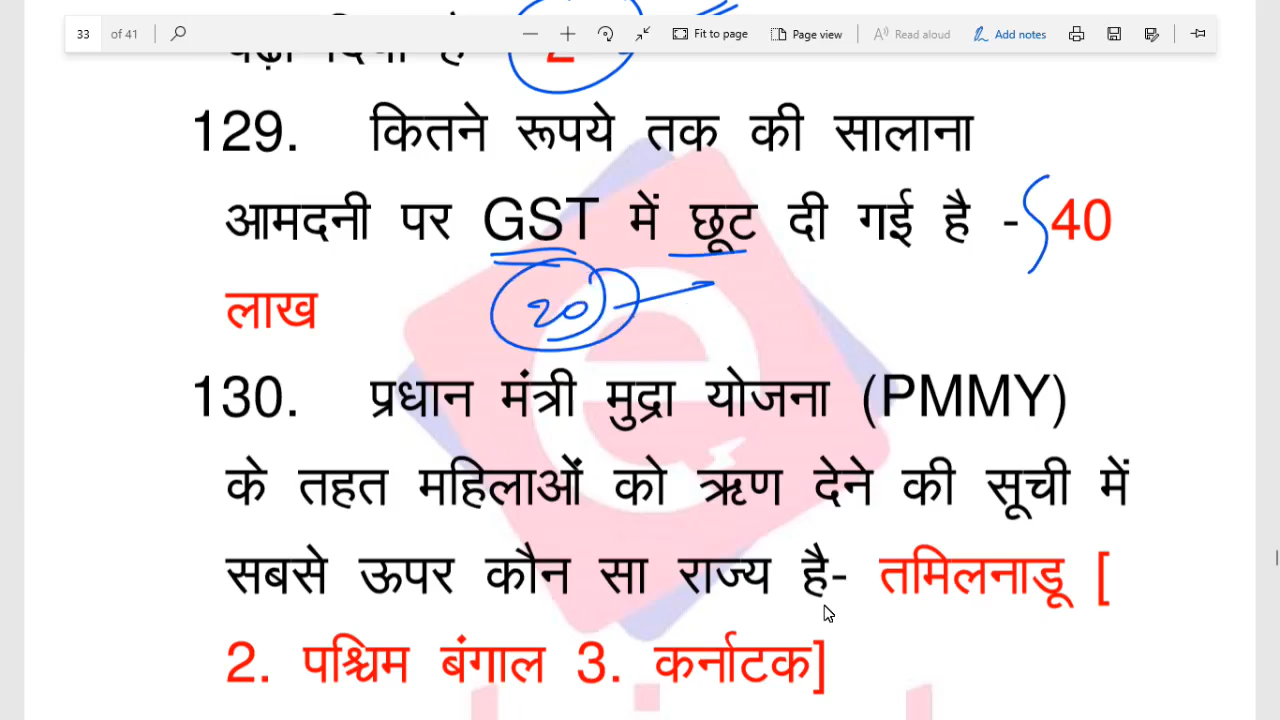 33 of 41 Fit to page Page view Read aloud Add notes
2
129. कितने रूपये तक की सालाना
आमदनी पर GST में छूट दी गई है - 40
लाख
20
130. प्रधान मंत्री मुद्रा योजना (PMMY)
के तहत महिलाओं को ऋण देने की सूची में
सबसे ऊपर कौन सा राज्य है- तमिलनाडू [
2. पश्चिम बंगाल 3. कर्नाटक]